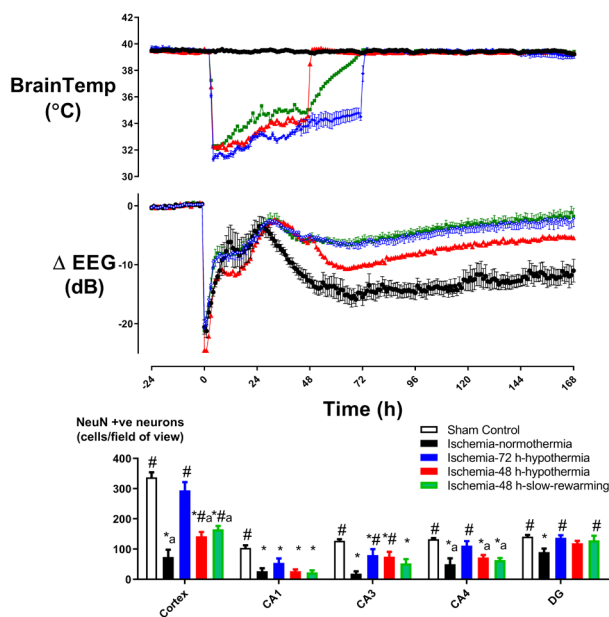 42
40
BrainTemp
38
(°C)
36
34
32
30
0
Δ EEG
-10
(dB)
-20
-24
0
24
48
72
96
120
144
168
Time (h)
NeuN +ve neurons
(cells/field of view)
Sham Control
Ischemia-normothermia
Ischemia-72 h-hypothermia
Ischemia-48 h-hypothermia
Ischemia-48 h-slow-rewarming
400
300
200
100
0
# *a # *#a *#a
# * * * *
# * *# *# *
# *a # *a *a
# * # #
Cortex
CA1
CA3
CA4
DG